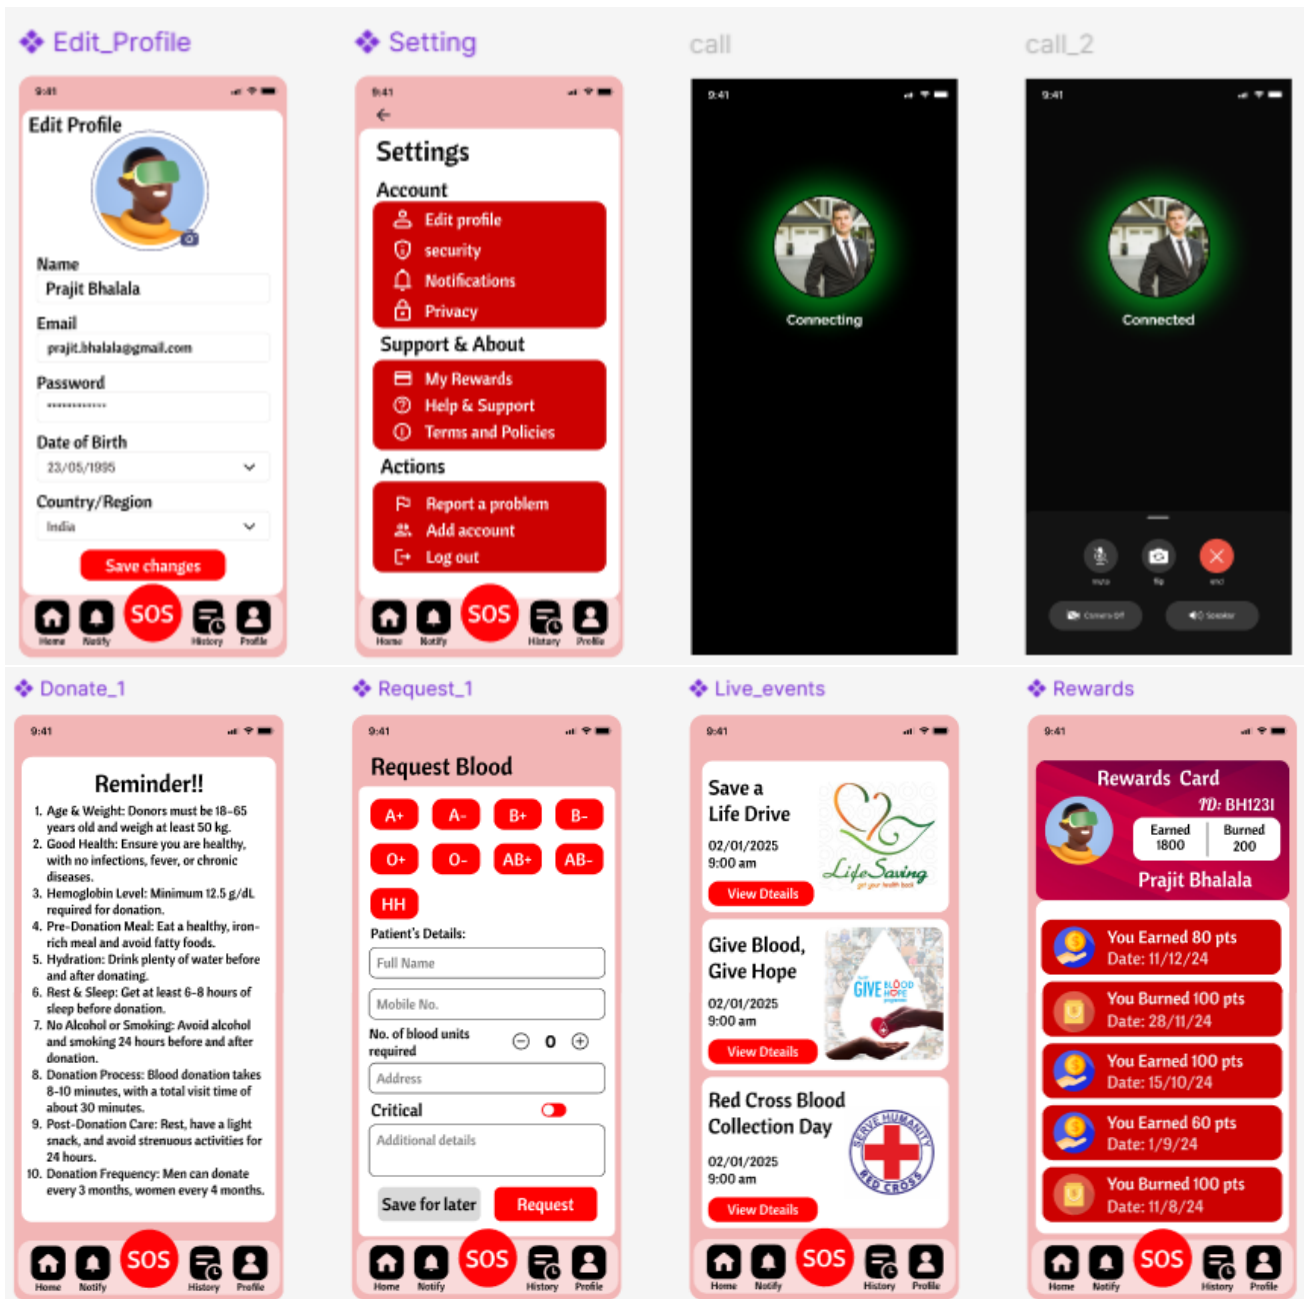 Edit_Profile
9:41
Edit Profile
Name
Prajit Bhalala
Email
prajit.bhalala@gmail.com
Password
************
Date of Birth
23/05/1995
Country/Region
India
Save changes
Home
Notify
SOS
History
Profile
Setting
9:41
Settings
Account
Edit profile
security
Notifications
Privacy
Support & About
My Rewards
Help & Support
Terms and Policies
Actions
Report a problem
Add account
Log out
Home
Notify
SOS
History
Profile
call
9:41
Connecting
call_2
9:41
Connected
mute
flip
end
Camera Off
Speaker
Donate_1
9:41
Reminder!!
1. Age & Weight: Donors must be 18–65
years old and weigh at least 50 kg.
2. Good Health: Ensure you are healthy,
with no infections, fever, or chronic
diseases.
3. Hemoglobin Level: Minimum 12.5 g/dL
required for donation.
4. Pre-Donation Meal: Eat a healthy, iron-
rich meal and avoid fatty foods.
5. Hydration: Drink plenty of water before
and after donating.
6. Rest & Sleep: Get at least 6–8 hours of
sleep before donation.
7. No Alcohol or Smoking: Avoid alcohol
and smoking 24 hours before and after
donation.
8. Donation Process: Blood donation takes
8–10 minutes, with a total visit time of
about 30 minutes.
9. Post-Donation Care: Rest, have a light
snack, and avoid strenuous activities for
24 hours.
10. Donation Frequency: Men can donate
every 3 months, women every 4 months.
Home
Notify
SOS
History
Profile
Request_1
9:41
Request Blood
A+ A- B+ B-
O+ O- AB+ AB-
HH
Patient's Details:
Full Name
Mobile No.
No. of blood units
required
0
Address
Critical
Additional details
Save for later
Request
Home
Notify
SOS
History
Profile
Live_events
9:41
Save a
Life Drive
02/01/2025
9:00 am
View Dteails
LifeSaving
get your health back
Give Blood,
Give Hope
02/01/2025
9:00 am
View Dteails
GIVE BLOOD
HOPE
programme
Red Cross Blood
Collection Day
02/01/2025
9:00 am
View Dteails
SERVE HUMANITY
RED CROSS
Home
Notify
SOS
History
Profile
Rewards
9:41
Rewards Card
ID: BH123I
Earned
1800
Burned
200
Prajit Bhalala
You Earned 80 pts
Date: 11/12/24
You Burned 100 pts
Date: 28/11/24
You Earned 100 pts
Date: 15/10/24
You Earned 60 pts
Date: 1/9/24
You Burned 100 pts
Date: 11/8/24
Home
Notify
SOS
History
Profile